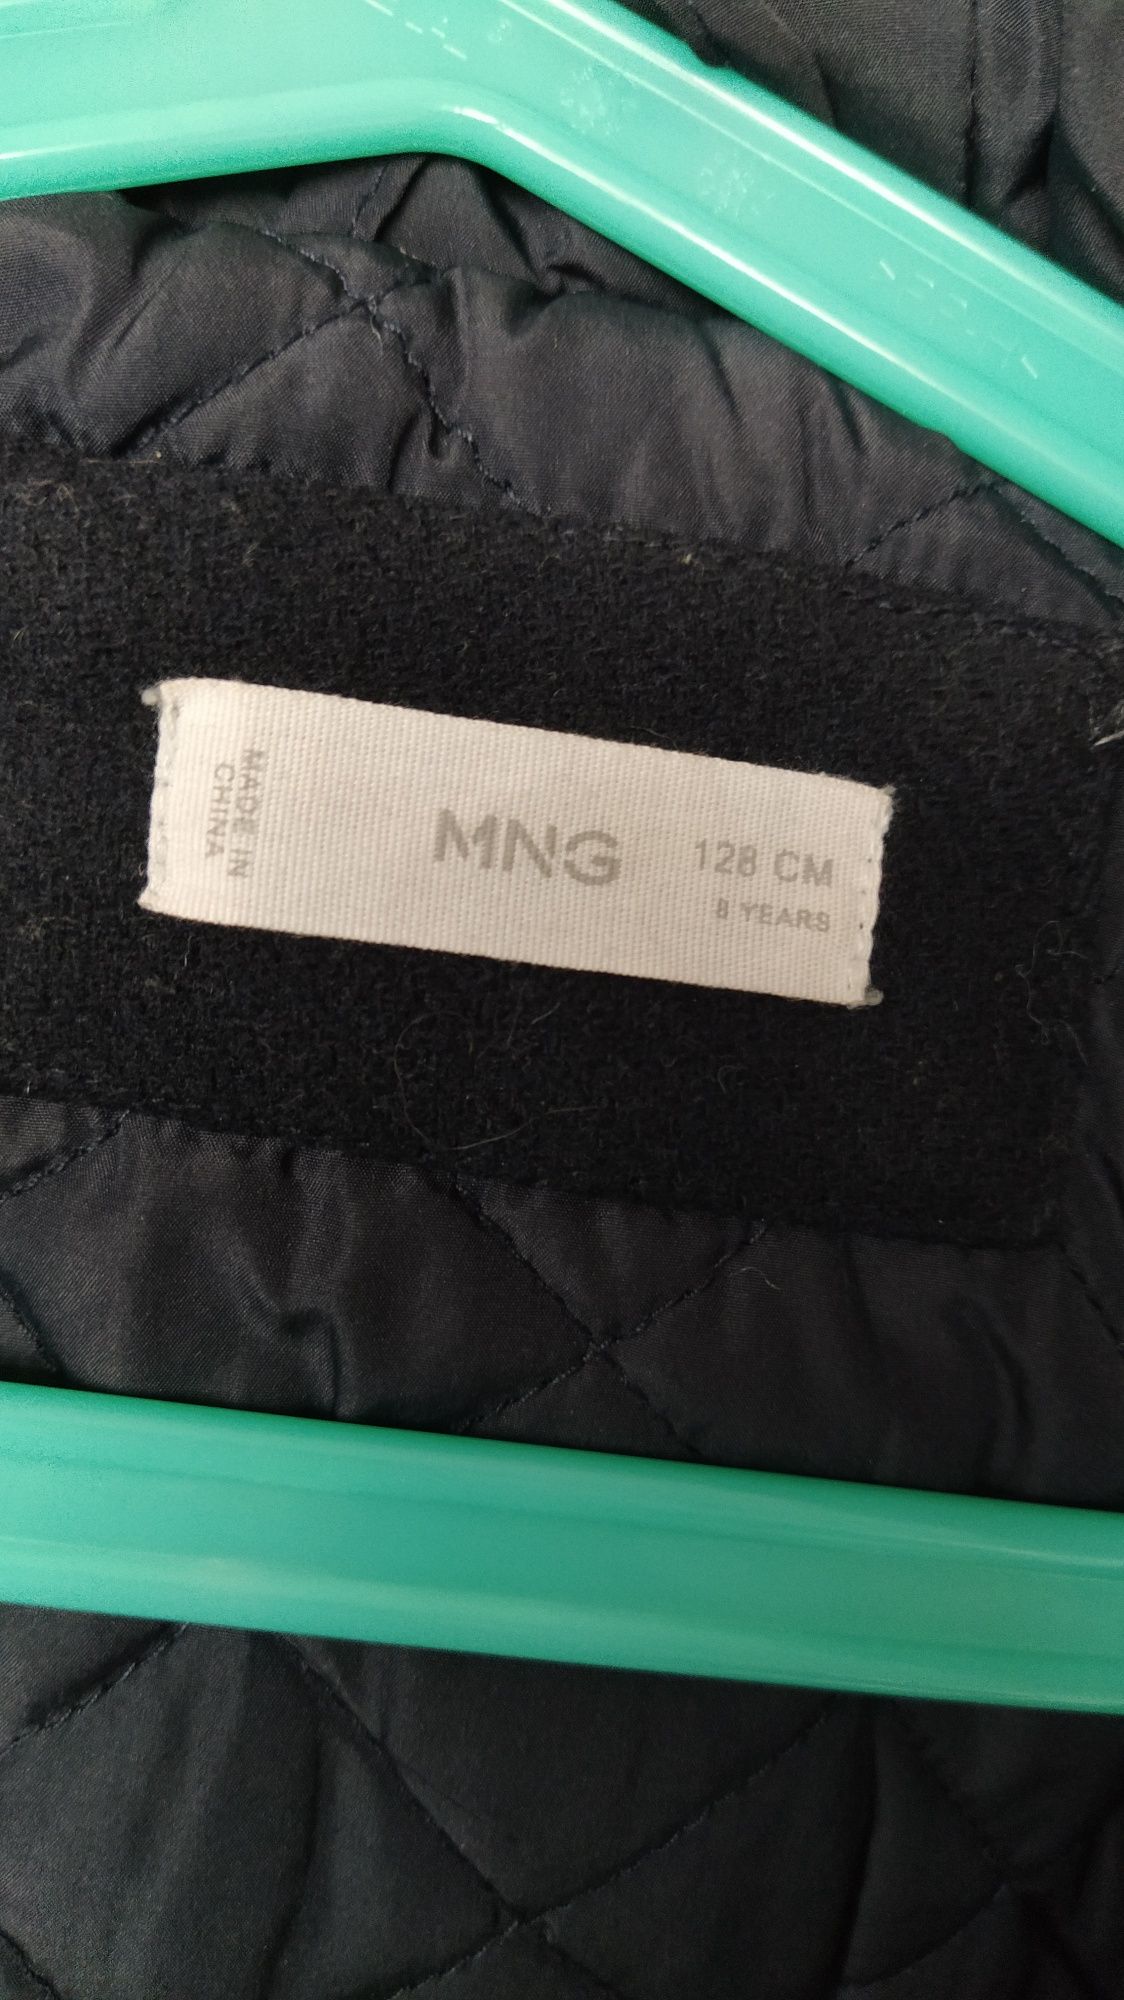 MADE IN
CHINA
MNG
128 CM
8 YEARS